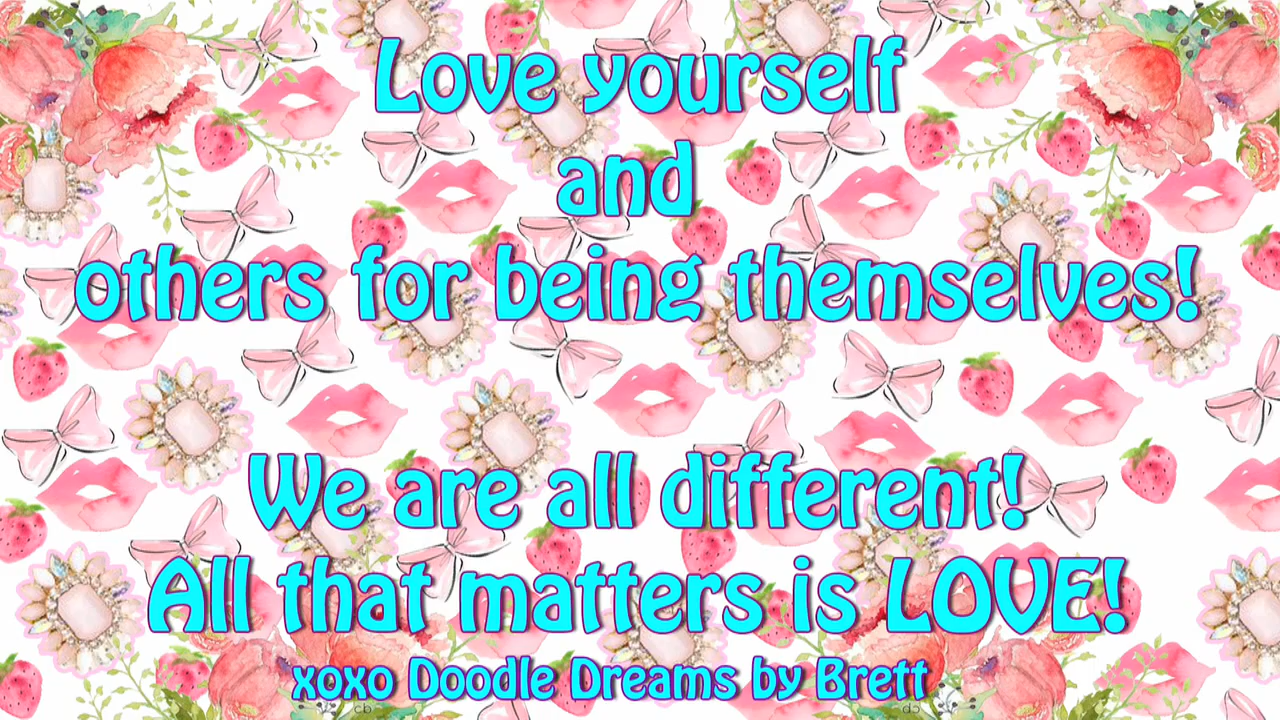 Love yourself
and
others for being themselves!
We are all different!
All that matters is LOVE!
xoxo Doodle Dreams by Brett